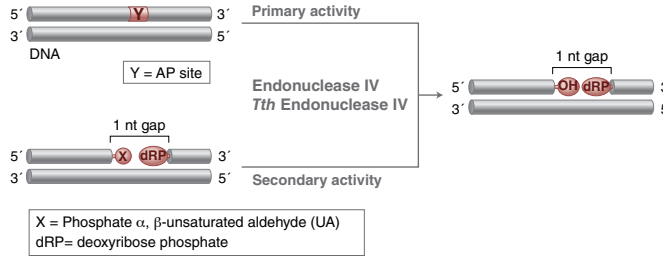 5´ Y 3´
3´ 5´
DNA
Y = AP site
Primary activity
Endonuclease IV
Tth Endonuclease IV
Secondary activity
1 nt gap
5´ X dRP 3´
3´ 5´
X = Phosphate α, β-unsaturated aldehyde (UA)
dRP= deoxyribose phosphate
1 nt gap
5´ OH dRP 3
3´ 5